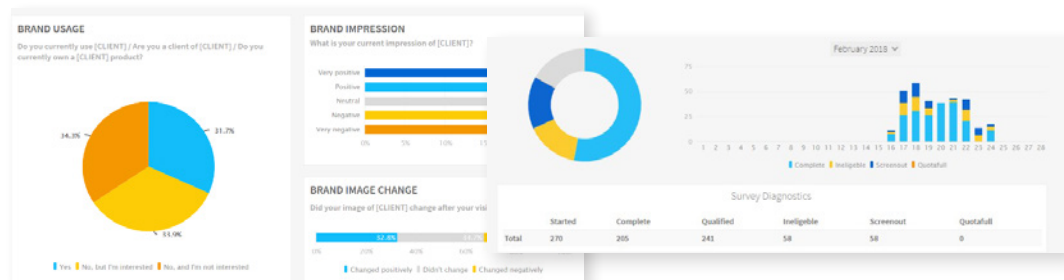 BRAND USAGE
Do you currently use [CLIENT] / Are you a client of [CLIENT] / Do you
currently own a [CLIENT] product?
34.3%
31.7%
33.9%
Yes No, but I'm interested No, and I'm not interested
BRAND IMPRESSION
What is your current impression of [CLIENT]?
Very positive
Positive
Neutral
Negative
Very negative
0% 5% 10%
BRAND IMAGE CHANGE
Did your image of [CLIENT] change after your
32.8%
0% 20% 40% 60%
Changed positively Didn't change Changed negatively
February 2018
75
50
25
0
1 2 3 4 5 6 7 8 9 10 11 12 13 14 15 16 17 18 19 20 21 22 23 24 25 26 27 28
Complete Ineligeble Screenout Quotafull
Survey Diagnostics
Started Complete Qualified Ineligeble Screenout Quotafull
Total 270 205 241 58 58 0